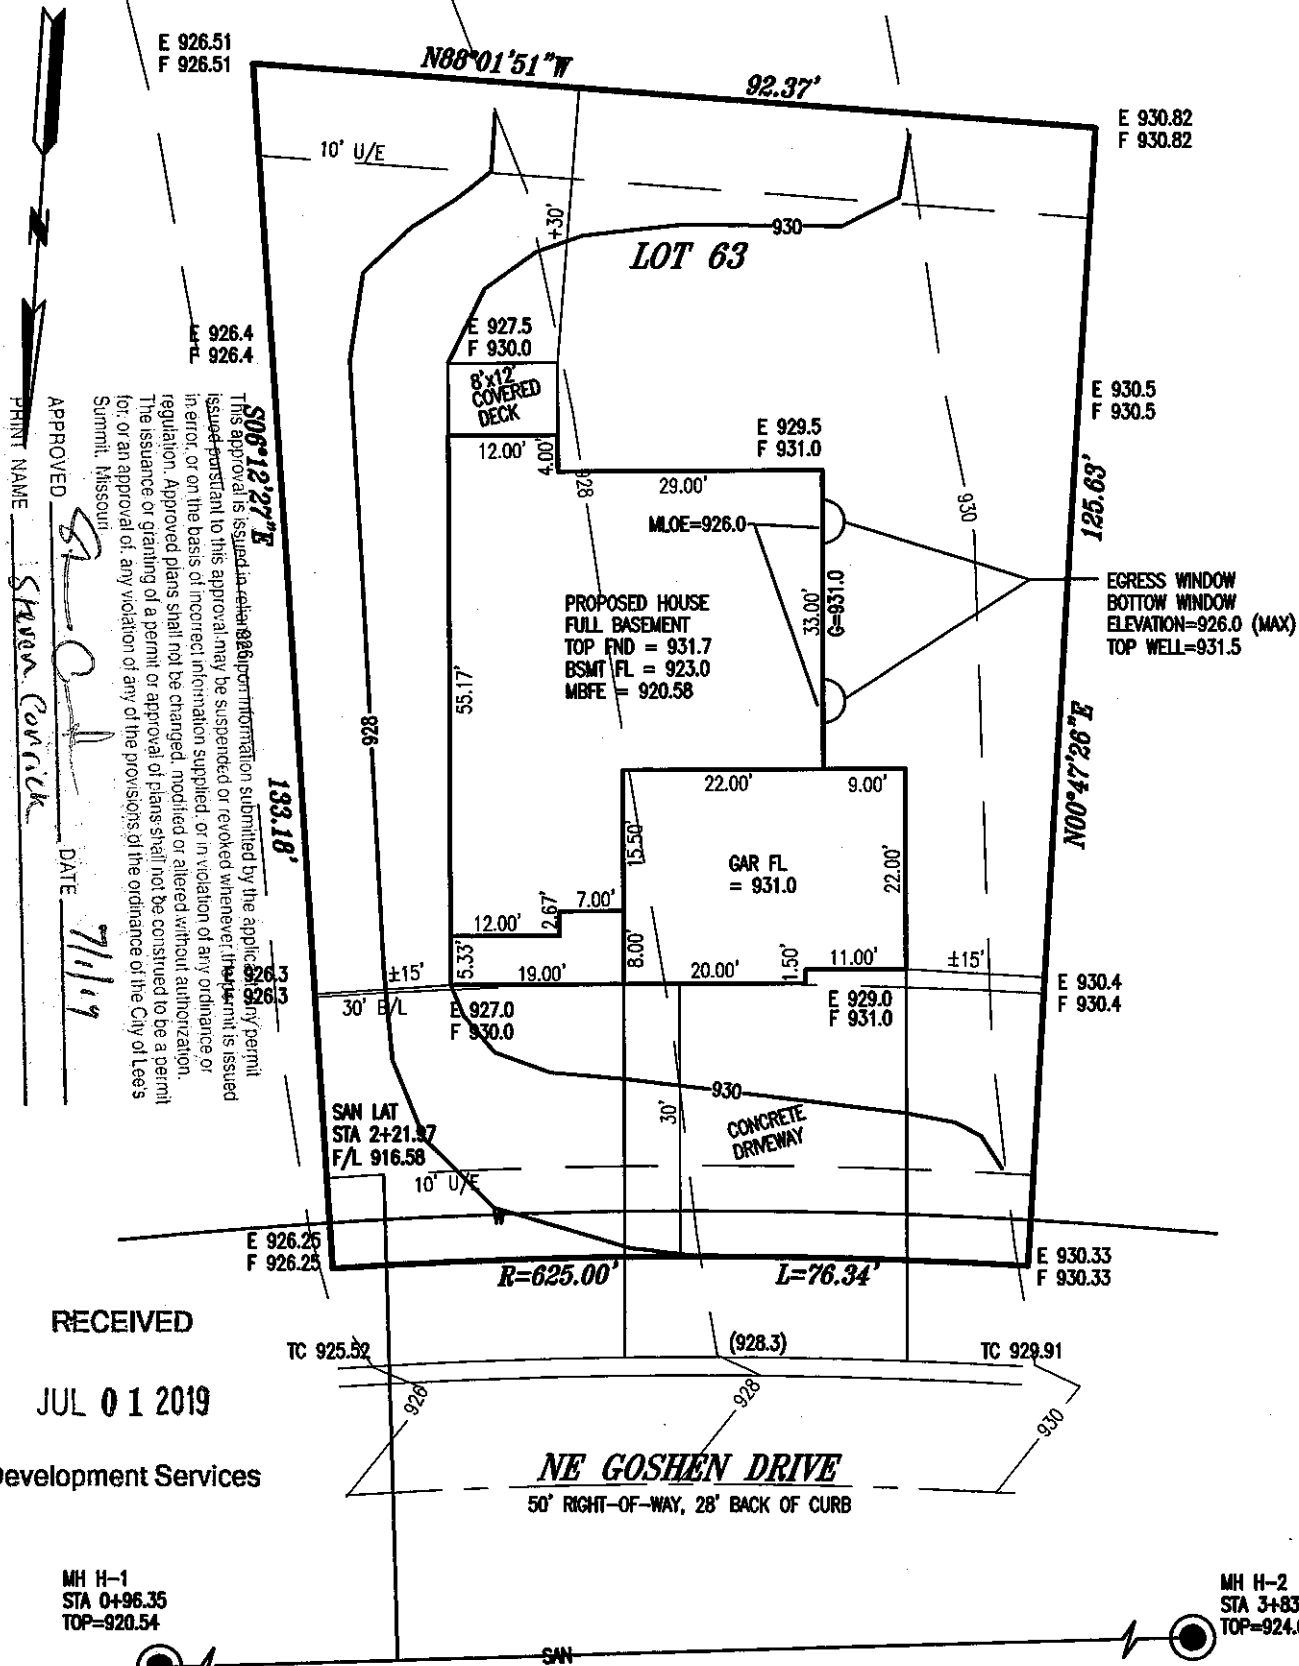 E 926.51
F 926.51
N88°01'51"W
92.37'
E 930.82
F 930.82
10' U/E
+30'
930
LOT 63
N
E 926.4
F 926.4
E 927.5
F 930.0
8'x12'
COVERED
DECK
E 930.5
F 930.5
E 929.5
F 931.0
12.00'
4.00'
928
29.00'
930
125.63'
MLOE=926.0
33.00'
G=931.0
EGRESS WINDOW
BOTTOW WINDOW
ELEVATION=926.0 (MAX)
TOP WELL=931.5
PROPOSED HOUSE
FULL BASEMENT
TOP FND = 931.7
BSMT FL = 923.0
MBFE = 920.58
S06°12'27"E
133.18'
926
928
55.17'
N00°47'26"E
22.00'
9.00'
15.50'
GAR FL
= 931.0
22.00'
7.00'
2.67'
12.00'
5.33'
19.00'
8.00'
20.00'
1.50'
11.00'
±15'
±15'
926.3
926.3
30' B/L
E 927.0
F 930.0
E 929.0
F 931.0
E 930.4
F 930.4
930
30'
CONCRETE
DRIVEWAY
SAN LAT
STA 2+21.97
F/L 916.58
10' U/E
W
E 926.25
F 926.25
R=625.00'
L=76.34'
E 930.33
F 930.33
This approval is issued in reliance upon information submitted by the applicant. Any permit
issued pursuant to this approval may be suspended or revoked whenever the permit is issued
in error, or on the basis of incorrect information supplied, or in violation of any ordinance or
regulation. Approved plans shall not be changed, modified or altered without authorization.
The issuance or granting of a permit or approval of plans shall not be construed to be a permit
for, or an approval of, any violation of any of the provisions of the ordinance of the City of Lee's
Summit, Missouri
APPROVED DATE 7/1/19
PRINT NAME Steven Corrick
RECEIVED
JUL 01 2019
Development Services
TC 925.52
(928.3)
TC 929.91
926
928
930
NE GOSHEN DRIVE
50' RIGHT-OF-WAY, 28' BACK OF CURB
MH H-1
STA 0+96.35
TOP=920.54
MH H-2
STA 3+83
TOP=924.
SAN